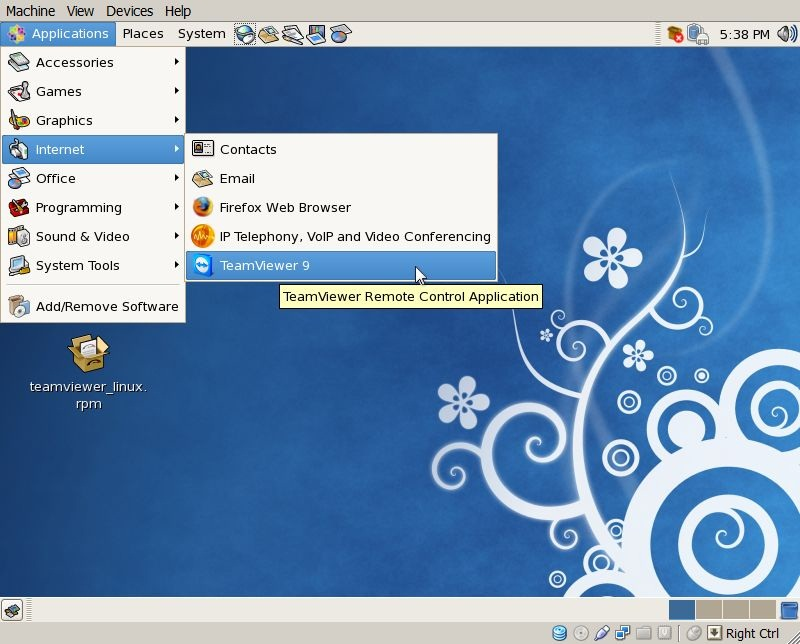 Machine View Devices Help
Applications Places System 5:38 PM
Accessories
Games
Graphics
Internet
Office
Programming
Sound & Video
System Tools
Add/Remove Software
Contacts
Email
Firefox Web Browser
IP Telephony, VoIP and Video Conferencing
TeamViewer 9
TeamViewer Remote Control Application
teamviewer_linux.
rpm
Right Ctrl